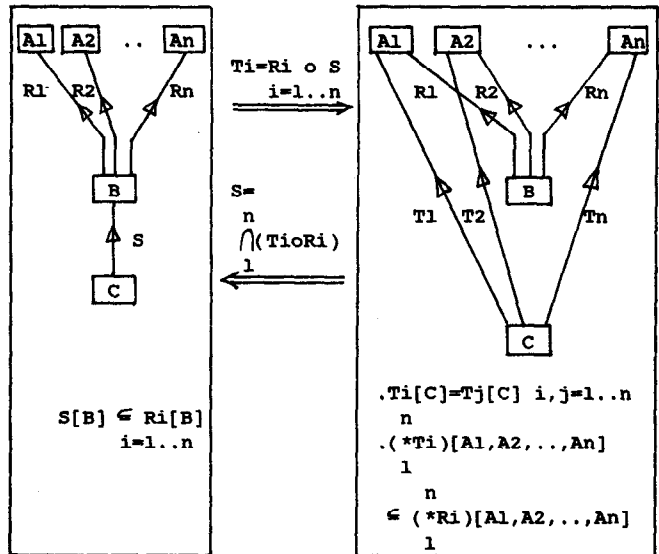 A1 A2 .. An
R1 R2 Rn
B
S
C
S[B] ⊆ Ri[B]
i=1..n
Ti=Ri o S
i=1..n
S=
n
⋂(TioRi)
1
A1 A2 ... An
R1 R2 Rn
B
T1 T2 Tn
C
.Ti[C]=Tj[C] i,j=1..n
n
.(*Ti)[A1,A2,..,An]
1
n
⊆ (*Ri)[A1,A2,..,An]
1